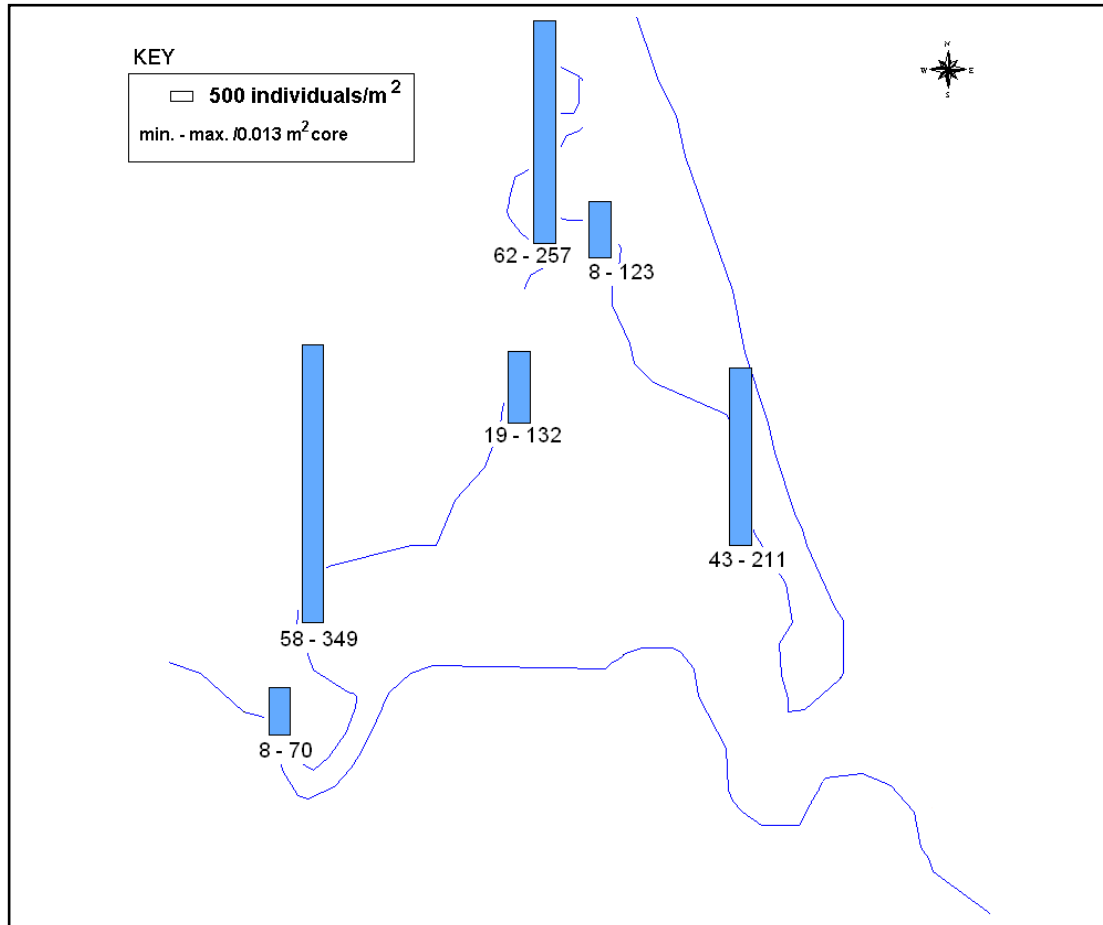 KEY
500 individuals/m²
min. - max. /0.013 m² core
N
W E
S
62 - 257
8 - 123
19 - 132
43 - 211
58 - 349
8 - 70